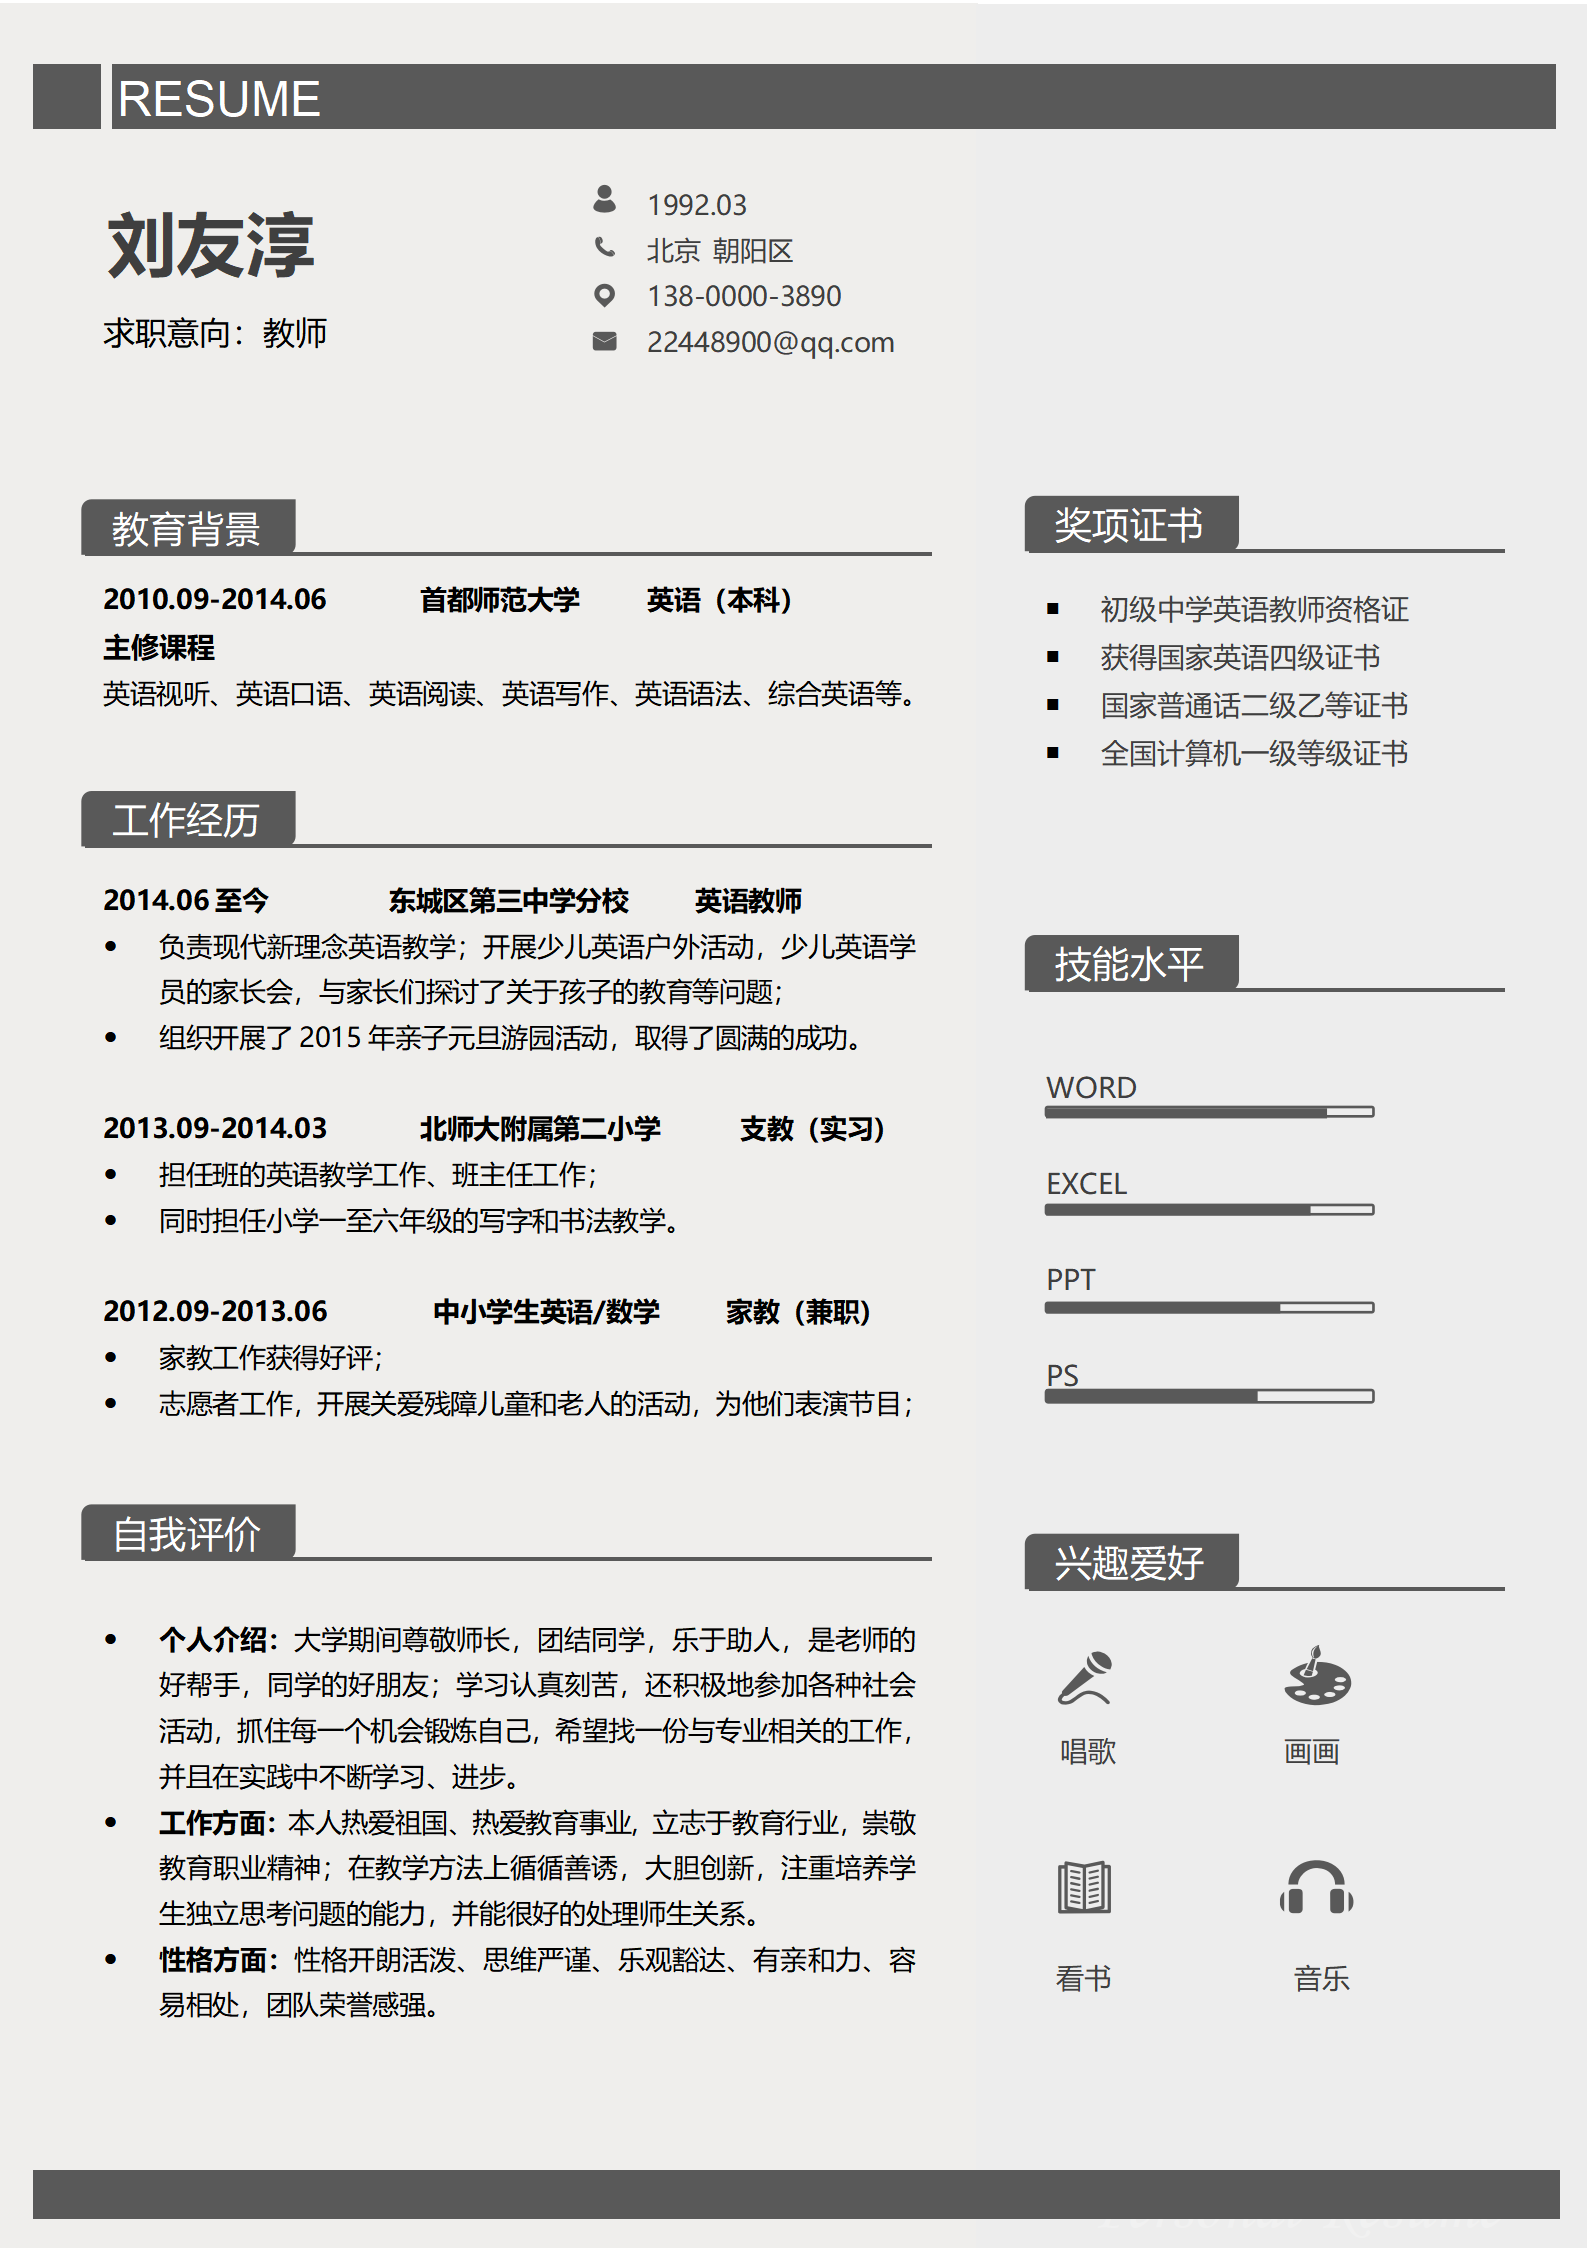 RESUME
刘友淳
求职意向：教师
1992.03
北京 朝阳区
138-0000-3890
22448900@qq.com
教育背景
2010.09-2014.06 首都师范大学 英语（本科）
主修课程
英语视听、英语口语、英语阅读、英语写作、英语语法、综合英语等。
工作经历
2014.06 至今 东城区第三中学分校 英语教师
● 负责现代新理念英语教学；开展少儿英语户外活动，少儿英语学
员的家长会，与家长们探讨了关于孩子的教育等问题；
● 组织开展了 2015 年亲子元旦游园活动，取得了圆满的成功。
2013.09-2014.03 北师大附属第二小学 支教（实习）
● 担任班的英语教学工作、班主任工作；
● 同时担任小学一至六年级的写字和书法教学。
2012.09-2013.06 中小学生英语/数学 家教（兼职）
● 家教工作获得好评；
● 志愿者工作，开展关爱残障儿童和老人的活动，为他们表演节目；
自我评价
● 个人介绍：大学期间尊敬师长，团结同学，乐于助人，是老师的
好帮手，同学的好朋友；学习认真刻苦，还积极地参加各种社会
活动，抓住每一个机会锻炼自己，希望找一份与专业相关的工作，
并且在实践中不断学习、进步。
● 工作方面：本人热爱祖国、热爱教育事业，立志于教育行业，崇敬
教育职业精神；在教学方法上循循善诱，大胆创新，注重培养学
生独立思考问题的能力，并能很好的处理师生关系。
● 性格方面：性格开朗活泼、思维严谨、乐观豁达、有亲和力、容
易相处，团队荣誉感强。
奖项证书
■ 初级中学英语教师资格证
■ 获得国家英语四级证书
■ 国家普通话二级乙等证书
■ 全国计算机一级等级证书
技能水平
WORD
EXCEL
PPT
PS
兴趣爱好
唱歌 画画
看书 音乐